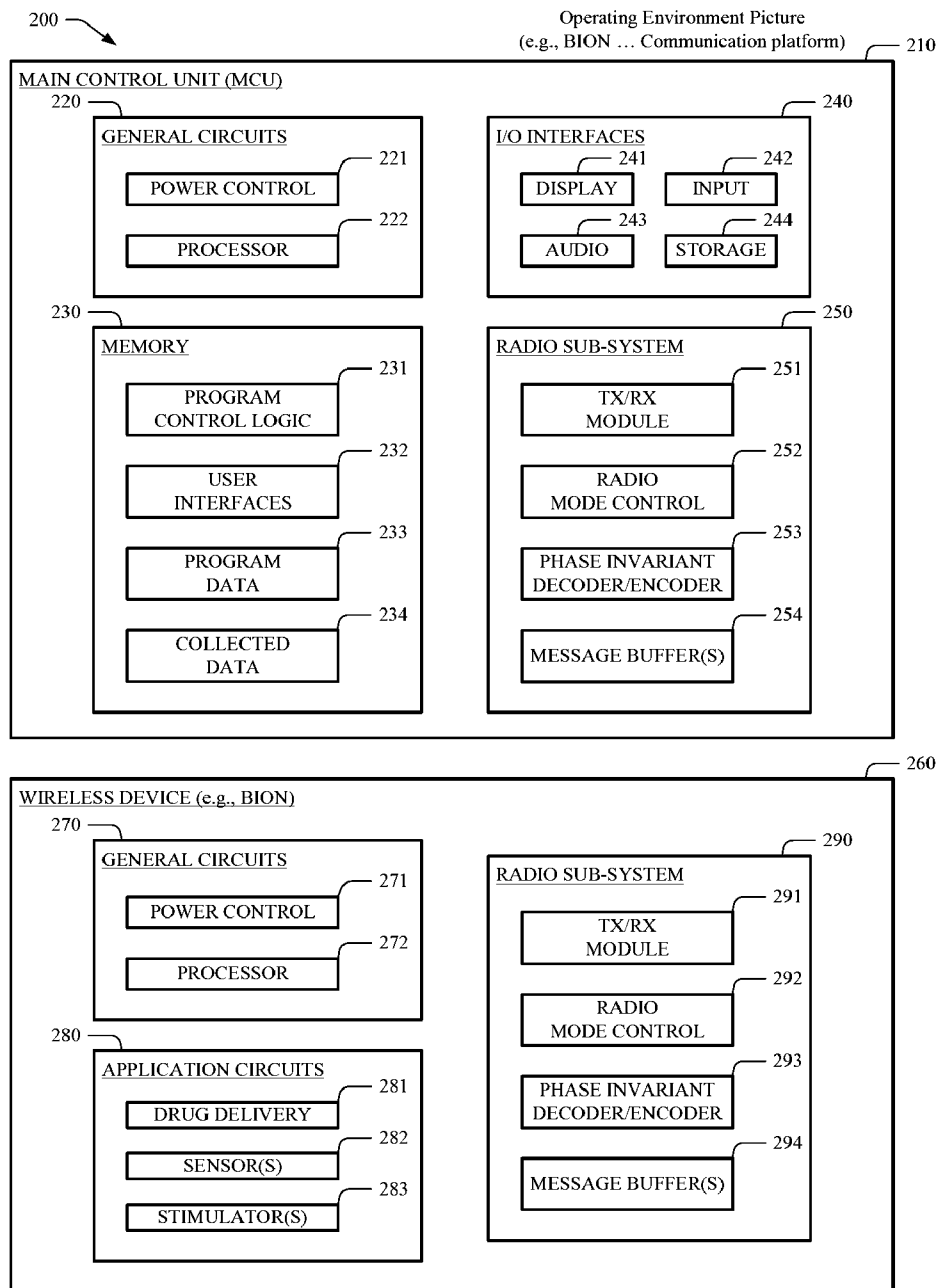 200
Operating Environment Picture
(e.g., BION ... Communication platform)
210
MAIN CONTROL UNIT (MCU)
220
GENERAL CIRCUITS
221
POWER CONTROL
222
PROCESSOR
240
I/O INTERFACES
241
DISPLAY
242
INPUT
243
AUDIO
244
STORAGE
230
MEMORY
231
PROGRAM
CONTROL LOGIC
232
USER
INTERFACES
233
PROGRAM
DATA
234
COLLECTED
DATA
250
RADIO SUB-SYSTEM
251
TX/RX
MODULE
252
RADIO
MODE CONTROL
253
PHASE INVARIANT
DECODER/ENCODER
254
MESSAGE BUFFER(S)
260
WIRELESS DEVICE (e.g., BION)
270
GENERAL CIRCUITS
271
POWER CONTROL
272
PROCESSOR
280
APPLICATION CIRCUITS
281
DRUG DELIVERY
282
SENSOR(S)
283
STIMULATOR(S)
290
RADIO SUB-SYSTEM
291
TX/RX
MODULE
292
RADIO
MODE CONTROL
293
PHASE INVARIANT
DECODER/ENCODER
294
MESSAGE BUFFER(S)